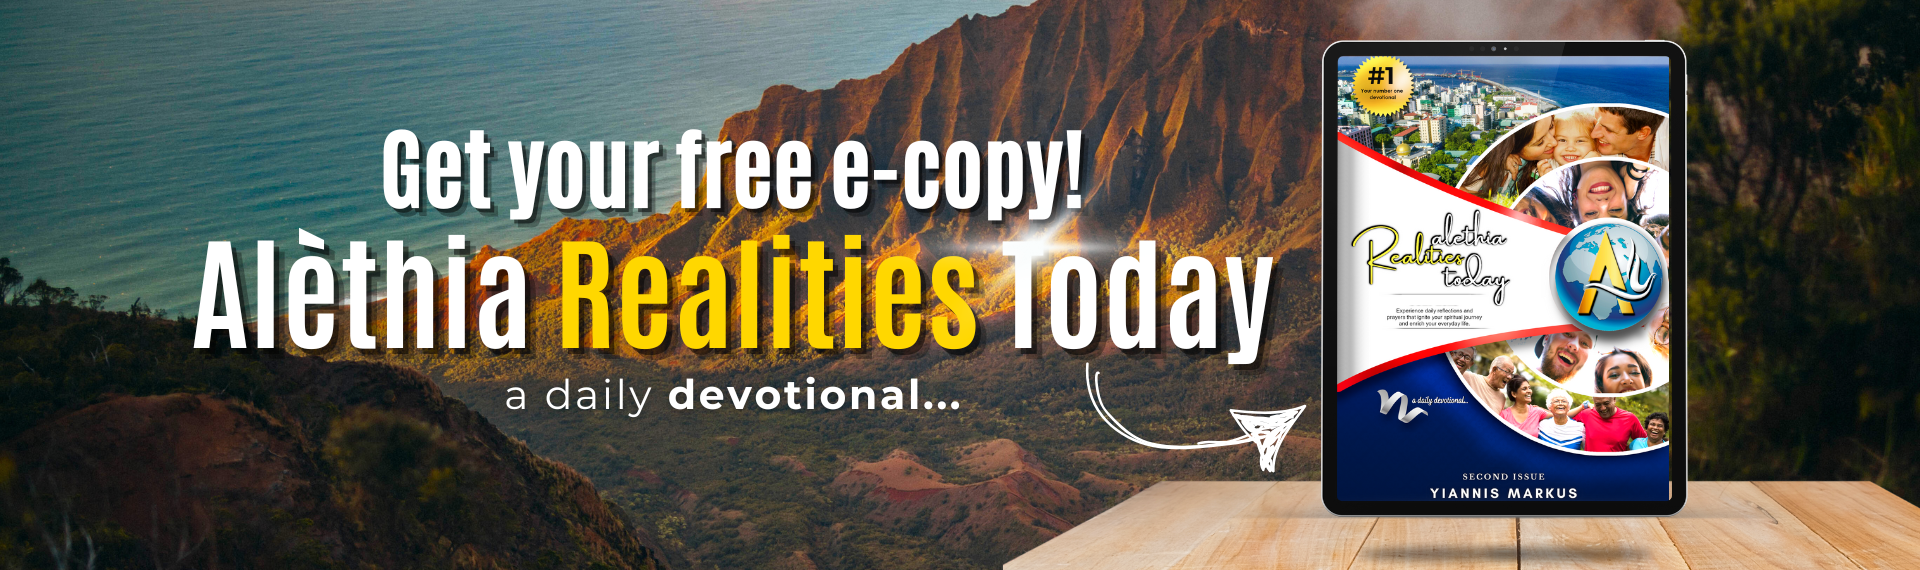 Get your free e-copy!
Alèthia Realities Today
a daily devotional...
#1
Your number one
devotional
alethia
Realities
today
Experience daily reflections and
prayers that ignite your spiritual journey
and enrich your everyday life.
AL
a daily devotional...
SECOND ISSUE
YIANNIS MARKUS